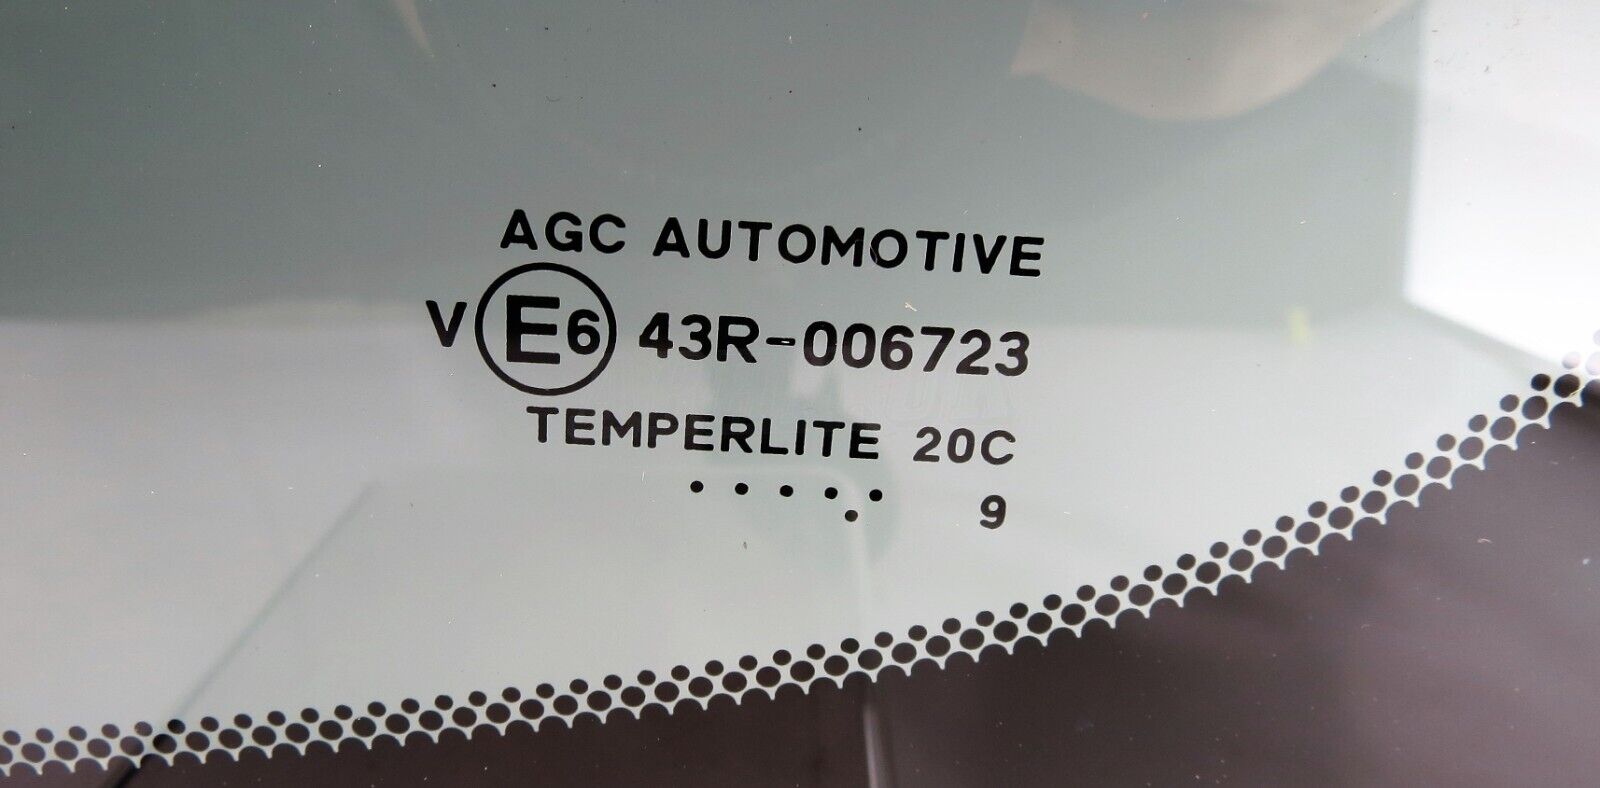 AGC AUTOMOTIVE
V E6 43R-006723
TEMPERLITE 20C
9